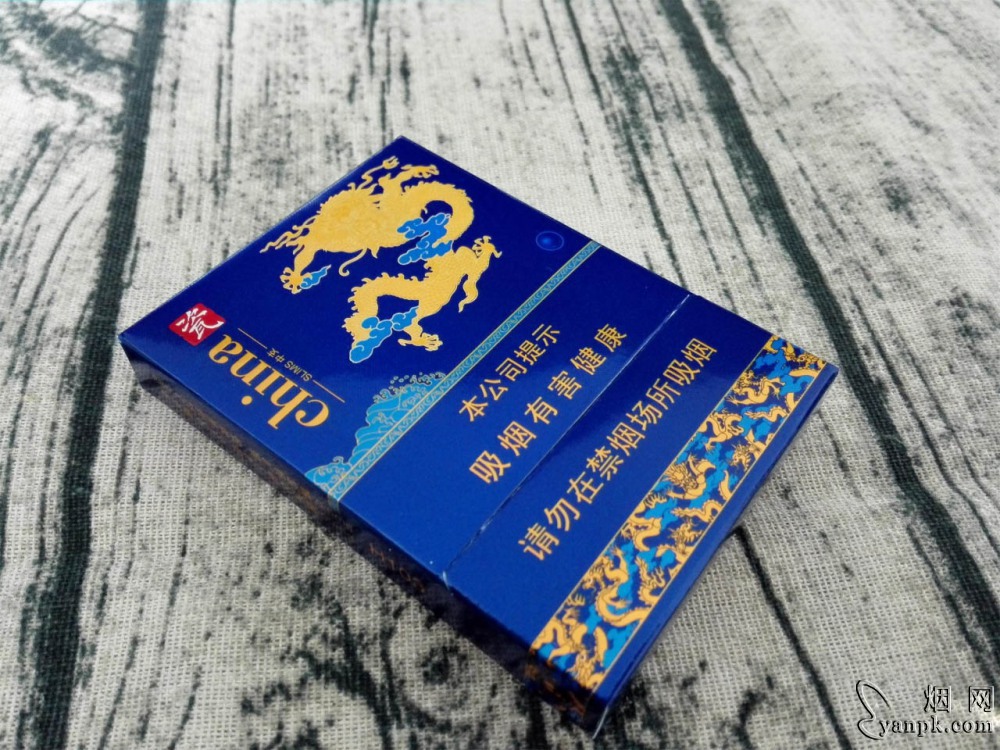 瓷
china
SLIMS 中支
本公司提示
吸烟有害健康
请勿在禁烟场所吸烟
烟网
yanpk.com